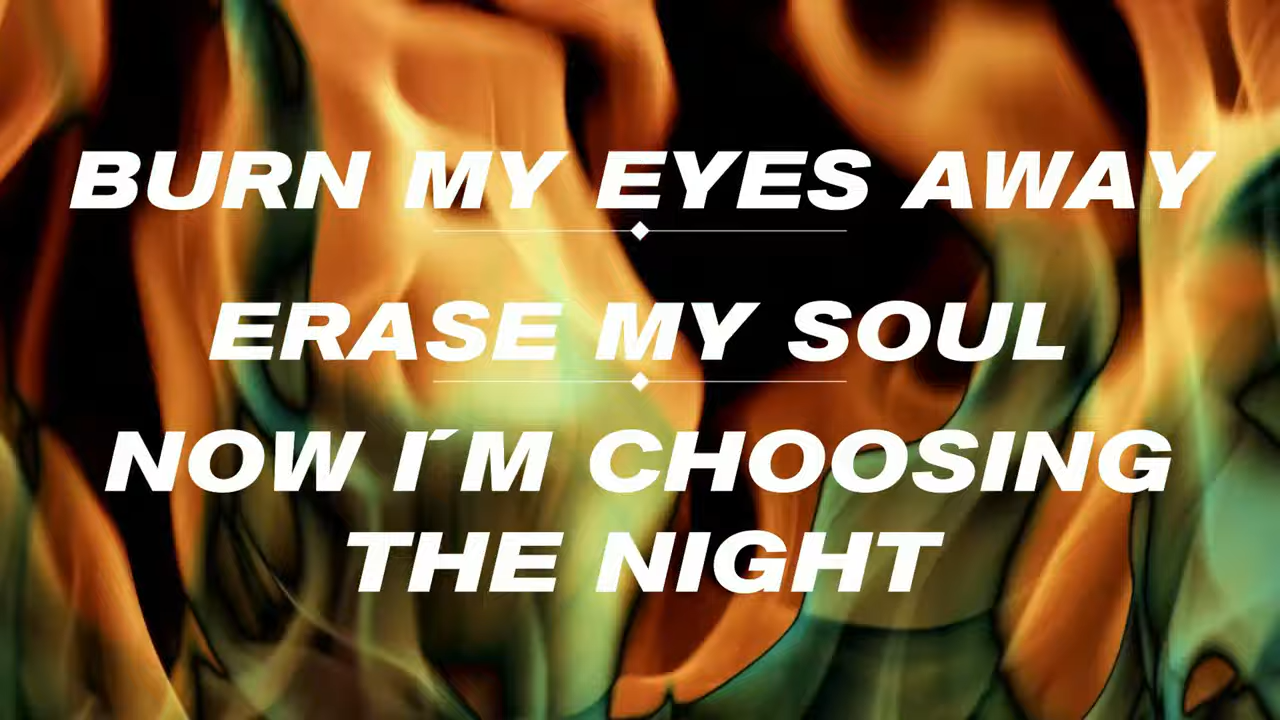 BURN MY EYES AWAY
ERASE MY SOUL
NOW I´M CHOOSING
THE NIGHT